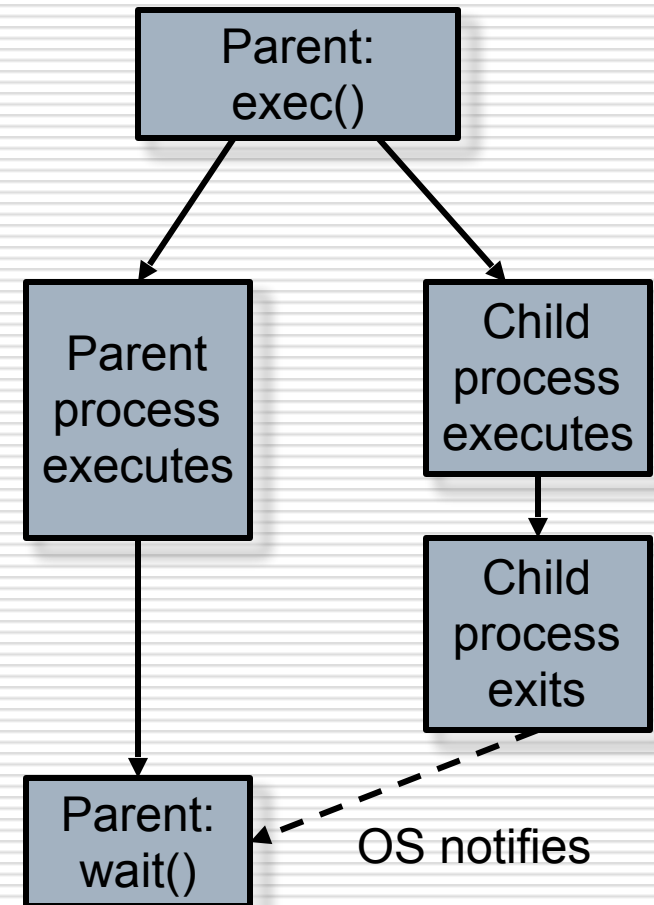 Parent:
exec()
Parent
process
executes
Child
process
executes
Child
process
exits
Parent:
wait()
OS notifies